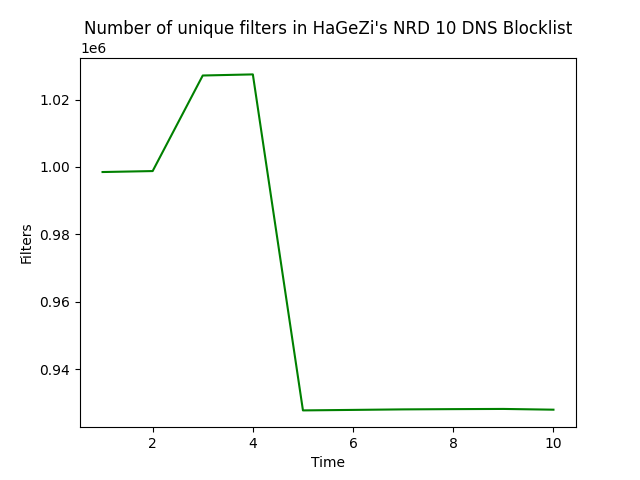 Number of unique filters in HaGeZi's NRD 10 DNS Blocklist
1e6
1.02
1.00
0.98
0.96
0.94
Filters
2 4 6 8 10
Time